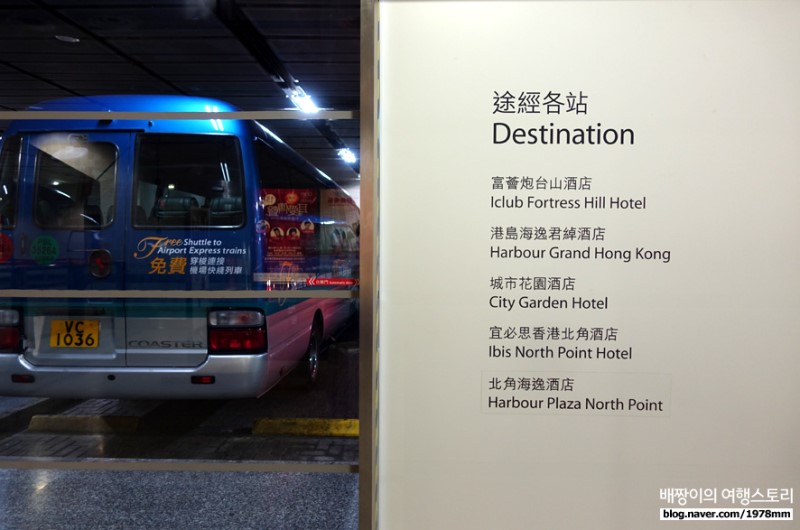 Free Shuttle to
Airport Express trains
免費 穿梭連接
機場快綫列車
VC
1036
COASTER
途經各站
Destination
富薈炮台山酒店
Iclub Fortress Hill Hotel
港島海逸君綽酒店
Harbour Grand Hong Kong
城市花園酒店
City Garden Hotel
宜必思香港北角酒店
Ibis North Point Hotel
北角海逸酒店
Harbour Plaza North Point
배짱이의 여행스토리
blog.naver.com/1978mm